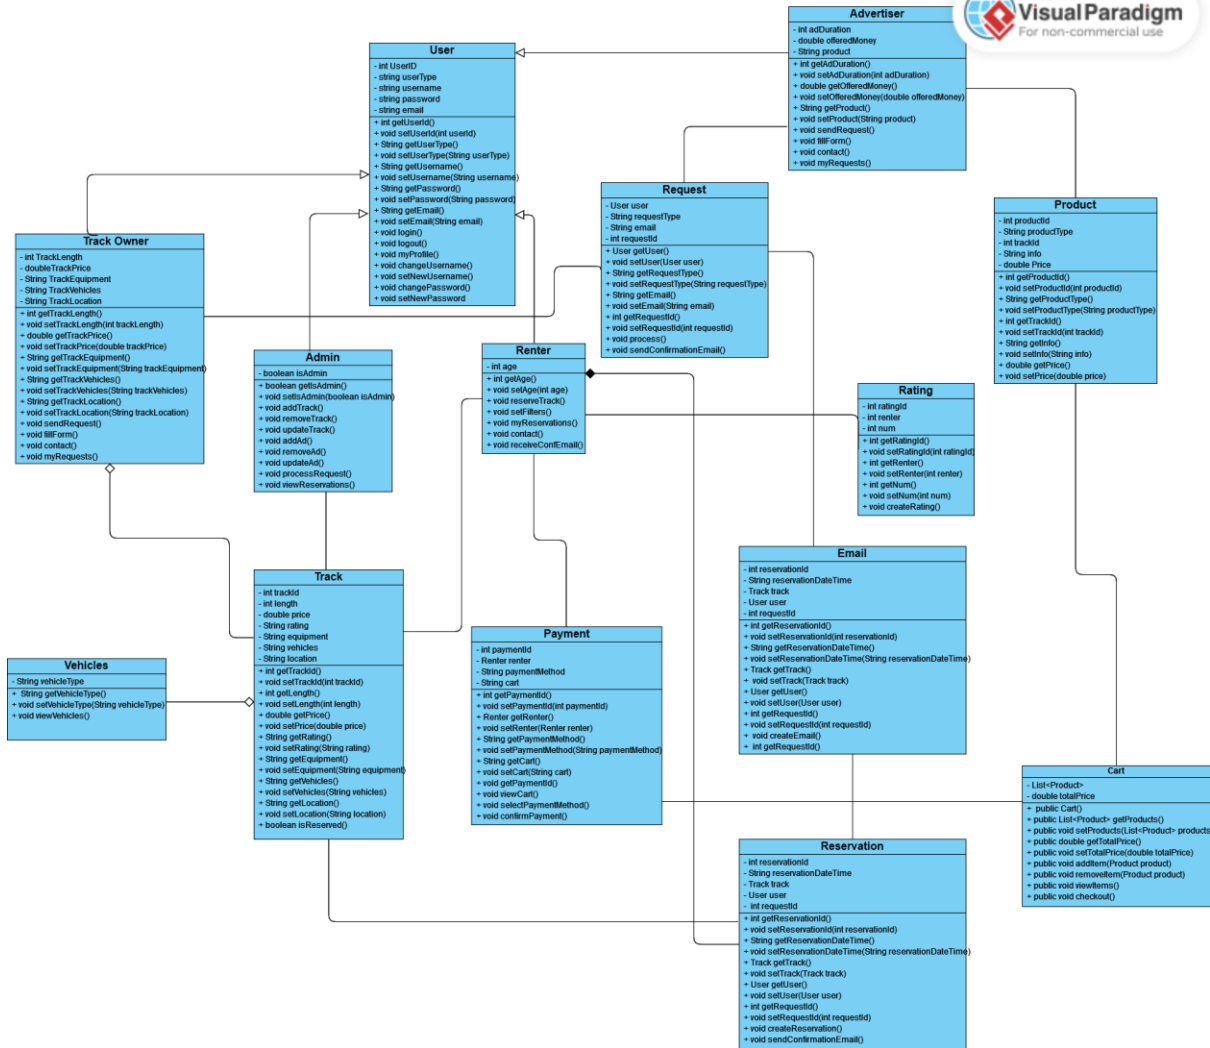 Visual Paradigm
For non-commercial use
Advertiser
- int adDuration
- double offeredMoney
- String product
+ int getAdDuration()
+ void setAdDuration(int adDuration)
+ double getOfferedMoney()
+ void setOfferedMoney(double offeredMoney)
+ String getProduct()
+ void setProduct(String product)
+ void sendRequest()
+ void fillForm()
+ void contact()
+ void myRequests()
User
- int UserID
- string userType
- string username
- string password
- string email
+ int getUserId()
+ void setUserId(int userId)
+ String getUserType()
+ void setUserType(String userType)
+ String getUsername()
+ void setUsername(String username)
+ String getPassword()
+ void setPassword(String password)
+ String getEmail()
+ void setEmail(String email)
+ void login()
+ void logout()
+ void myProfile()
+ void changeUsername()
+ void setNewUsername()
+ void changePassword()
+ void setNewPassword
Request
- User user
- String requestType
- String email
- int requestId
+ User getUser()
+ void setUser(User user)
+ String getRequestType()
+ void setRequestType(String requestType)
+ String getEmail()
+ void setEmail(String email)
+ int getRequestId()
+ void setRequestId(int requestId)
+ void process()
+ void sendConfirmationEmail()
Product
- int productId
- String productType
- int trackId
- String info
- double Price
+ int getProductId()
+ void setProductId(int productId)
+ String getProductType()
+ void setProductType(String productType)
+ int getTrackId()
+ void setTrackId(int trackId)
+ String getInfo()
+ void setInfo(String info)
+ double getPrice()
+ void setPrice(double price)
Track Owner
- int TrackLength
- doubleTrackPrice
- String TrackEquipment
- String TrackVehicles
- String TrackLocation
+ int getTrackLength()
+ void setTrackLength(int trackLength)
+ double getTrackPrice()
+ void setTrackPrice(double trackPrice)
+ String getTrackEquipment()
+ void setTrackEquipment(String trackEquipment)
+ String getTrackVehicles()
+ void setTrackVehicles(String trackVehicles)
+ String getTrackLocation()
+ void setTrackLocation(String trackLocation)
+ void sendRequest()
+ void fillForm()
+ void contact()
+ void myRequests()
Admin
- boolean isAdmin
+ boolean getIsAdmin()
+ void setIsAdmin(boolean isAdmin)
+ void addTrack()
+ void removeTrack()
+ void updateTrack()
+ void addAd()
+ void removeAd()
+ void updateAd()
+ void processRequest()
+ void viewReservations()
Renter
- int age
+ int getAge()
+ void setAge(int age)
+ void reserveTrack()
+ void setFilters()
+ void myReservations()
+ void contact()
+ void receiveConfEmail()
Rating
- int ratingId
- int renter
- int num
+ int getRatingId()
+ void setRatingId(int ratingId)
+ int getRenter()
+ void setRenter(int renter)
+ int getNum()
+ void setNum(int num)
+ void createRating()
Email
- int reservationId
- String reservationDateTime
- Track track
- User user
- int requestId
+ int getReservationId()
+ void setReservationId(int reservationId)
+ String getReservationDateTime()
+ void setReservationDateTime(String reservationDateTime)
+ Track getTrack()
+ void setTrack(Track track)
+ User getUser()
+ void setUser(User user)
+ int getRequestId()
+ void setRequestId(int requestId)
+ void createEmail()
+ int getRequestId()
Track
- int trackId
- int length
- double price
- String rating
- String equipment
- String vehicles
- String location
+ int getTrackId()
+ void setTrackId(int trackId)
+ int getLength()
+ void setLength(int length)
+ double getPrice()
+ void setPrice(double price)
+ String getRating()
+ void setRating(String rating)
+ String getEquipment()
+ void setEquipment(String equipment)
+ String getVehicles()
+ void setVehicles(String vehicles)
+ String getLocation()
+ void setLocation(String location)
+ boolean isReserved()
Payment
- int paymentId
- Renter renter
- String paymentMethod
- String cart
+ int getPaymentId()
+ void setPaymentId(int paymentId)
+ Renter getRenter()
+ void setRenter(Renter renter)
+ String getPaymentMethod()
+ void setPaymentMethod(String paymentMethod)
+ String getCart()
+ void setCart(String cart)
+ void getPaymentId()
+ void viewCart()
+ void selectPaymentMethod()
+ void confirmPayment()
Vehicles
- String vehicleType
+ String getVehicleType()
+ void setVehicleType(String vehicleType)
+ void viewVehicles()
Cart
- List<Product>
- double totalPrice
+ public Cart()
+ public List<Product> getProducts()
+ public void setProducts(List<Product> products
+ public double getTotalPrice()
+ public void setTotalPrice(double totalPrice)
+ public void addItem(Product product)
+ public void removeItem(Product product)
+ public void viewItems()
+ public void checkout()
Reservation
- int reservationId
- String reservationDateTime
- Track track
- User user
- int requestId
+ int getReservationId()
+ void setReservationId(int reservationId)
+ String getReservationDateTime()
+ void setReservationDateTime(String reservationDateTime)
+ Track getTrack()
+ void setTrack(Track track)
+ User getUser()
+ void setUser(User user)
+ int getRequestId()
+ void setRequestId(int requestId)
+ void createReservation()
+ void sendConfirmationEmail()